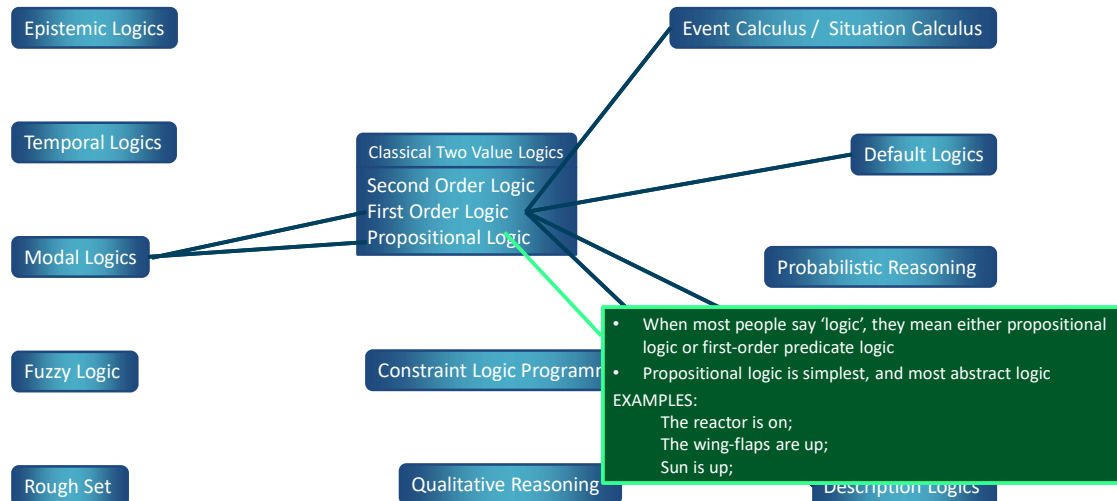 Epistemic Logics
Event Calculus / Situation Calculus
Temporal Logics
Classical Two Value Logics
Default Logics
Second Order Logic
First Order Logic
Propositional Logic
Modal Logics
Probabilistic Reasoning
• When most people say ‘logic’, they mean either propositional
logic or first-order predicate logic
• Propositional logic is simplest, and most abstract logic
EXAMPLES:
The reactor is on;
The wing-flaps are up;
Sun is up;
Fuzzy Logic
Constraint Logic
Rough Set
Qualitative Reasoning
Description Logics